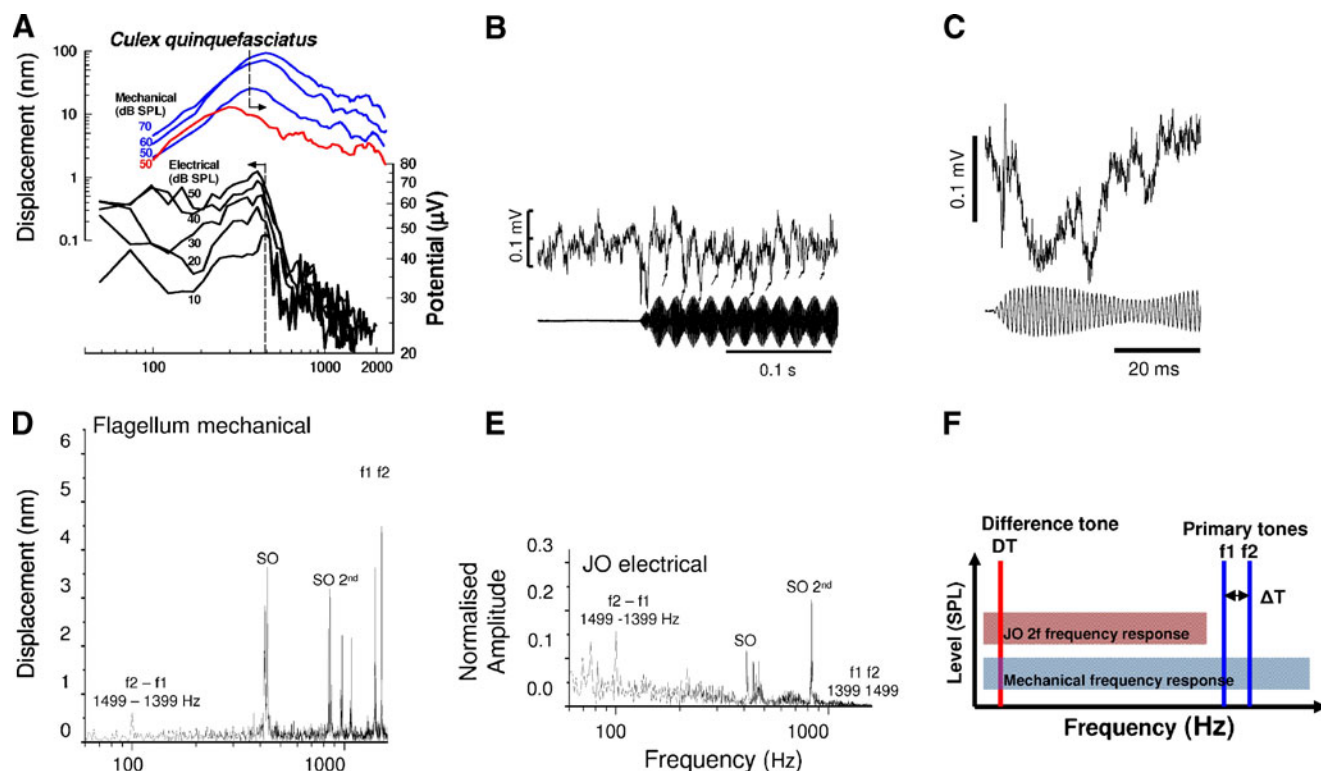 A
Culex quinquefasciatus
Displacement (nm)
100
10
1
0.1
Mechanical
(dB SPL)
70
60
50
50
Electrical
(dB SPL)
50
40
30
20
10
80
70
60
50
40
30
20
Potential (μV)
100
1000
2000
B
0.1 mV
0.1 s
C
0.1 mV
20 ms
D
Flagellum mechanical
Displacement (nm)
6
5
4
3
2
1
0
f1 f2
SO
SO 2nd
f2 – f1
1499 – 1399 Hz
100
1000
E
JO electrical
Normalised
Amplitude
0.3
0.2
0.1
0.0
f2 – f1
1499 -1399 Hz
SO
SO 2nd
f1 f2
1399 1499
100
1000
Frequency (Hz)
F
Difference tone
DT
Primary tones
f1 f2
ΔT
JO 2f frequency response
Mechanical frequency response
Level (SPL)
Frequency (Hz)